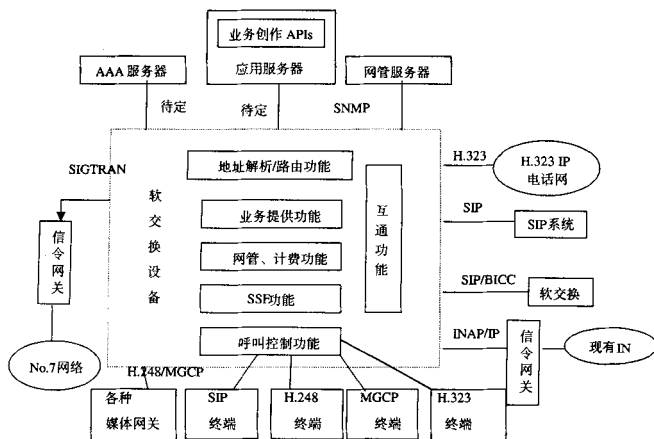 业务创作 APIs
应用服务器
AAA 服务器
网管服务器
待定
待定
SNMP
SIGTRAN
软交换设备
地址解析/路由功能
业务提供功能
网管、计费功能
SSF功能
呼叫控制功能
互通功能
H.323
H.323 IP
电话网
SIP
SIP系统
SIP/BICC
软交换
INAP/IP
信令网关
现有IN
信令网关
No.7网络
H.248/MGCP
各种
媒体网关
SIP
终端
H.248
终端
MGCP
终端
H.323
终端